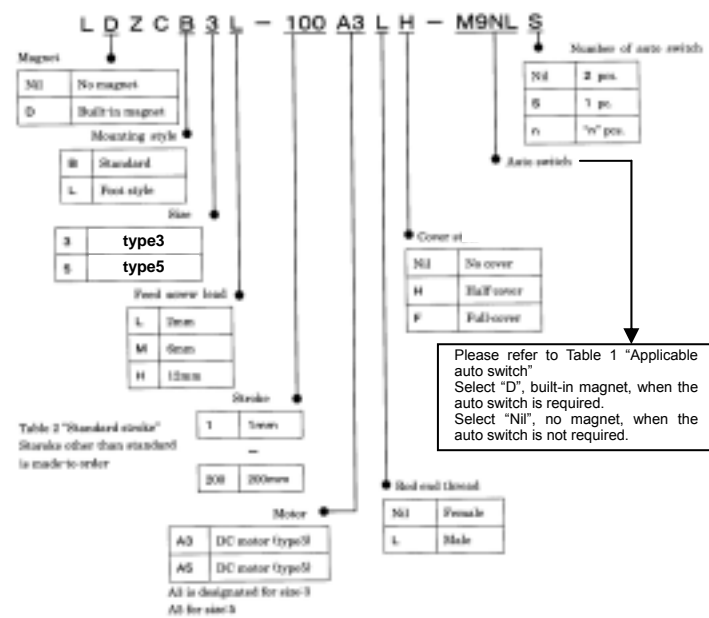 L D Z C B 3 L - 100 A3 L H - M9NL S
Number of auto switch
Nil 2 pcs.
S 1 pc.
n "n" pcs.
Magnet
Nil No magnet
D Built-in magnet
Mounting style
B Standard
L Foot style
Auto switch
Size
3 type3
5 type5
Cover st
Nil No cover
H Half cover
F Full cover
Feed screw lead
L 2mm
M 6mm
H 12mm
Please refer to Table 1 “Applicable
auto switch”
Select “D”, built-in magnet, when the
auto switch is required.
Select “Nil”, no magnet, when the
auto switch is not required.
Stroke
1 1mm
–
200 200mm
Table 2 "Standard stroke"
Storoke other than standard
is made-to-order
Rod end thread
Nil Female
L Male
Motor
A3 DC motor (type3)
A5 DC motor (type5)
A3 is designated for size:3
A5 for size:5